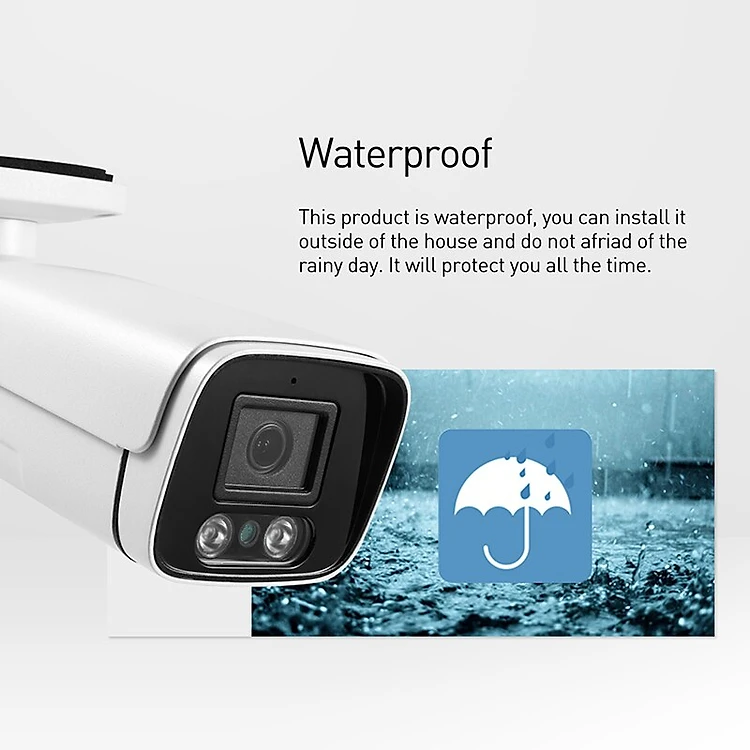 Waterproof
This product is waterproof, you can install it
outside of the house and do not afriad of the
rainy day. It will protect you all the time.